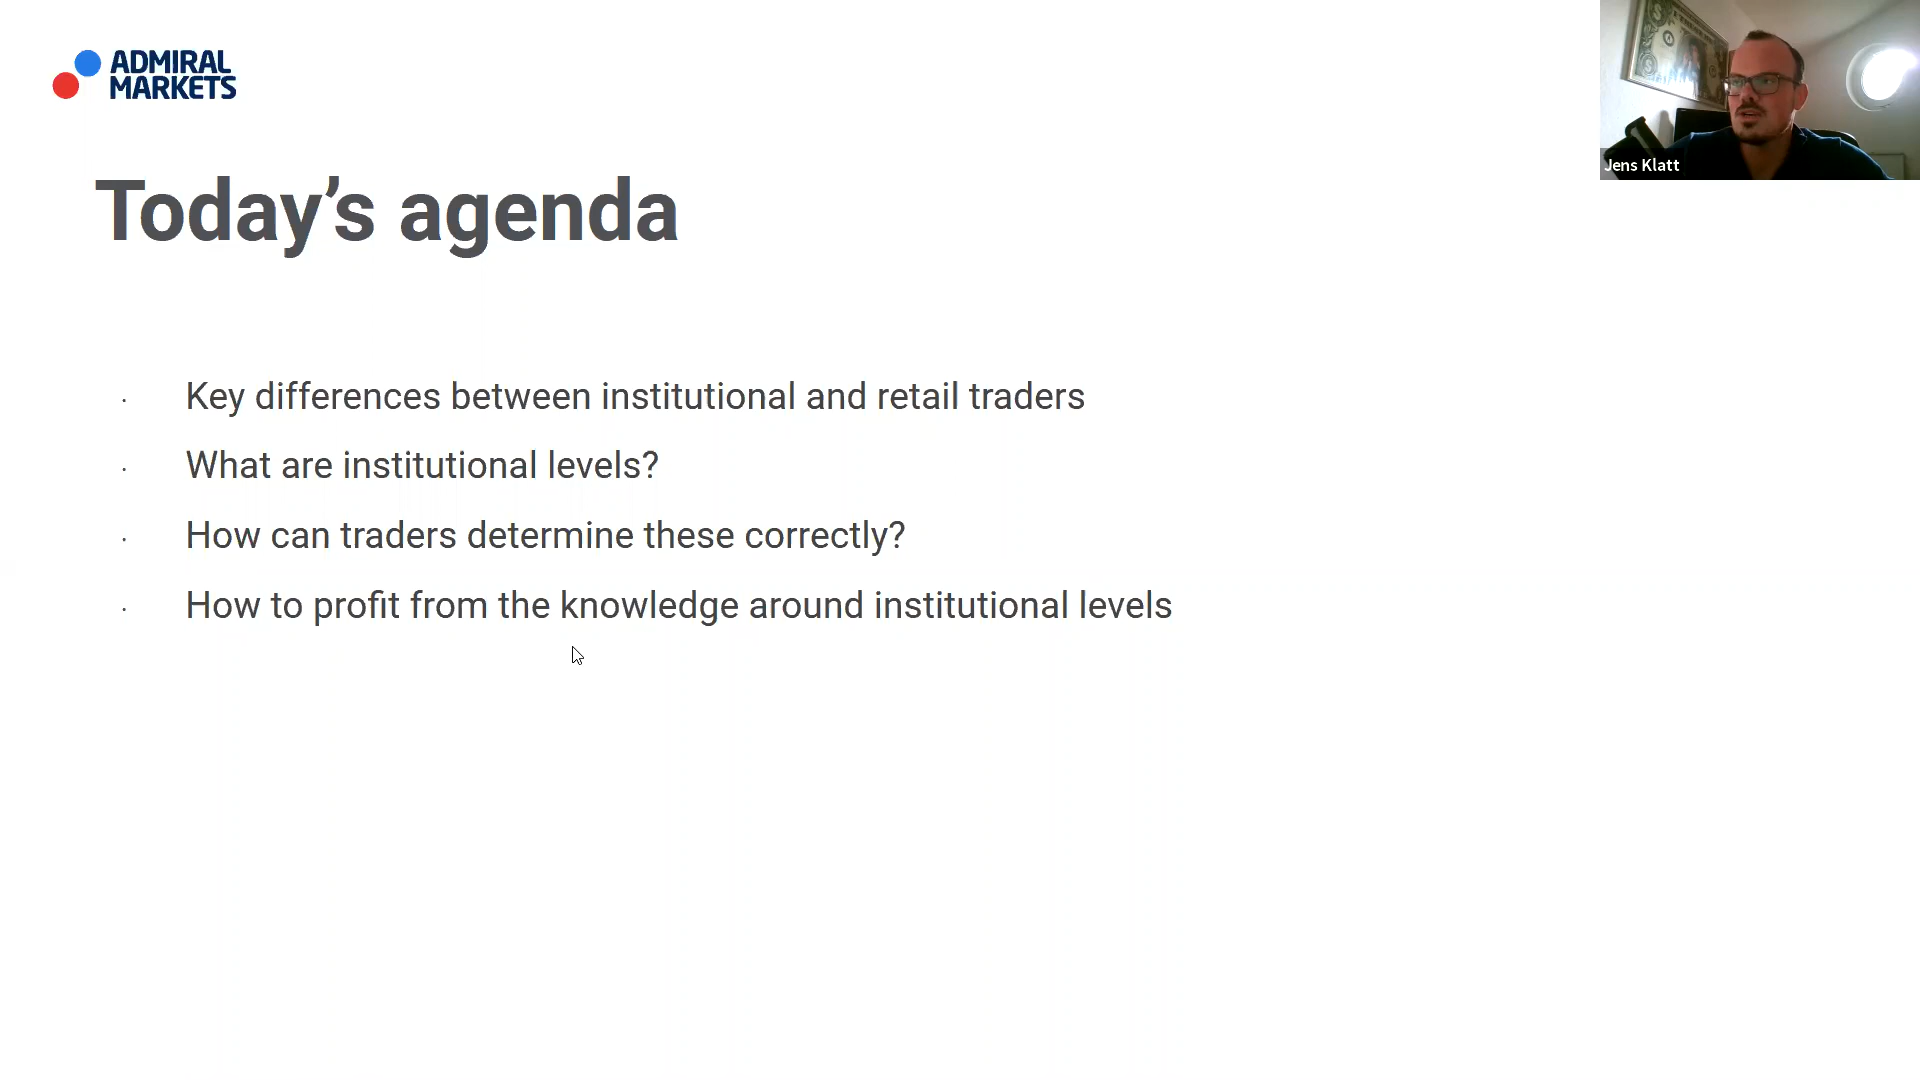 ADMIRAL
MARKETS
Jens Klatt
Today’s agenda
· Key differences between institutional and retail traders
· What are institutional levels?
· How can traders determine these correctly?
· How to profit from the knowledge around institutional levels